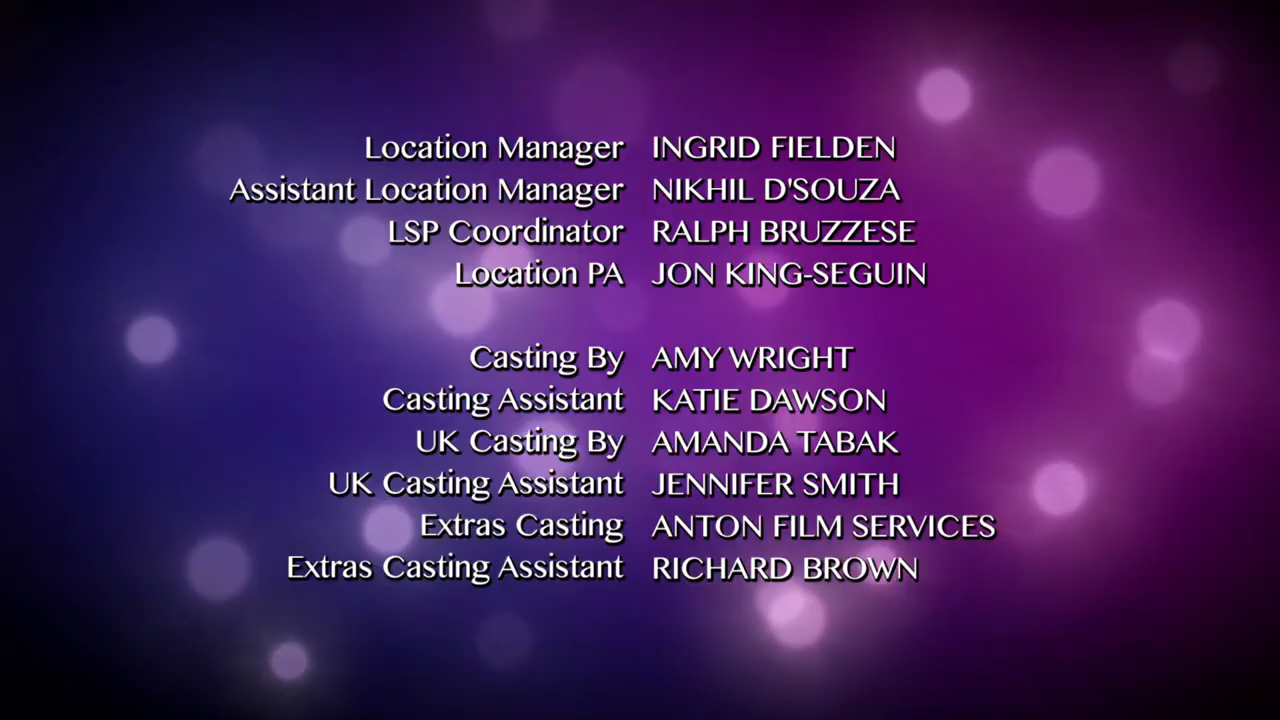 Location Manager INGRID FIELDEN
Assistant Location Manager NIKHIL D'SOUZA
LSP Coordinator RALPH BRUZZESE
Location PA JON KING-SEGUIN
Casting By AMY WRIGHT
Casting Assistant KATIE DAWSON
UK Casting By AMANDA TABAK
UK Casting Assistant JENNIFER SMITH
Extras Casting ANTON FILM SERVICES
Extras Casting Assistant RICHARD BROWN